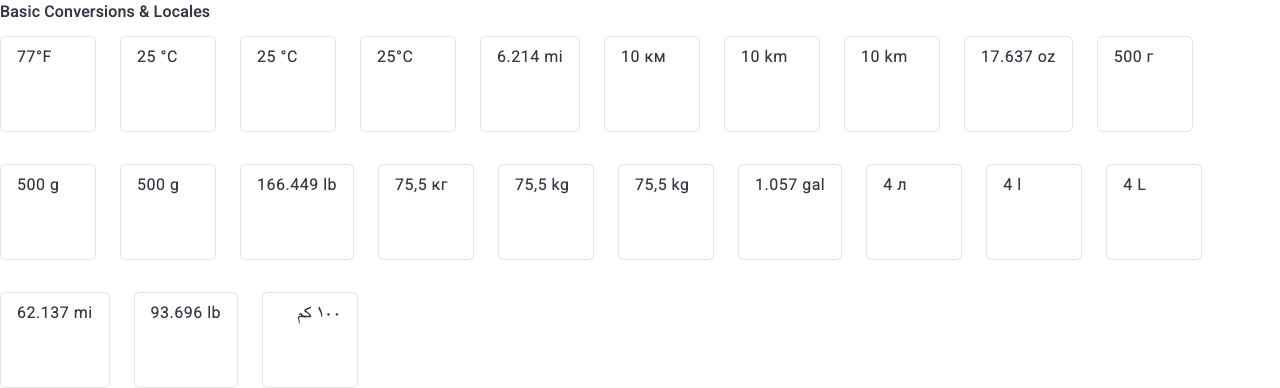 Basic Conversions & Locales
77°F
25 °C
25 °C
25°C
6.214 mi
10 км
10 km
10 km
17.637 oz
500 г
500 g
500 g
166.449 lb
75,5 кг
75,5 kg
75,5 kg
1.057 gal
4 л
4 l
4 L
62.137 mi
93.696 lb
١٠٠ كم